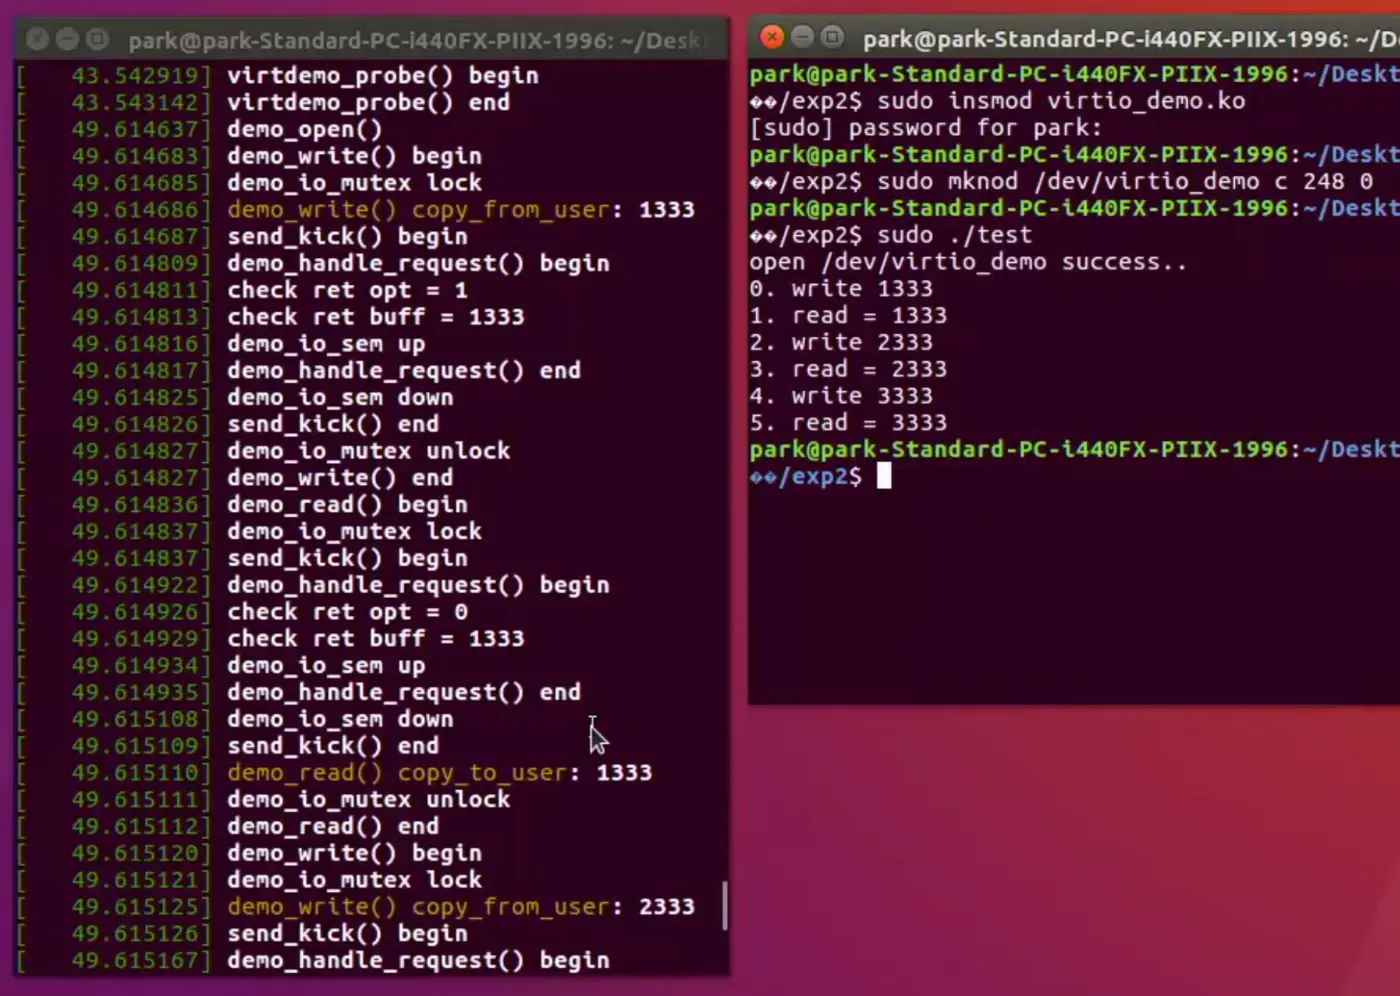 park@park-Standard-PC-i440FX-PIIX-1996: ~/Desk
[   43.542919] virtdemo_probe() begin
[   43.543142] virtdemo_probe() end
[   49.614637] demo_open()
[   49.614683] demo_write() begin
[   49.614685] demo_io_mutex lock
[   49.614686] demo_write() copy_from_user: 1333
[   49.614687] send_kick() begin
[   49.614809] demo_handle_request() begin
[   49.614811] check ret opt = 1
[   49.614813] check ret buff = 1333
[   49.614816] demo_io_sem up
[   49.614817] demo_handle_request() end
[   49.614825] demo_io_sem down
[   49.614826] send_kick() end
[   49.614827] demo_io_mutex unlock
[   49.614827] demo_write() end
[   49.614836] demo_read() begin
[   49.614837] demo_io_mutex lock
[   49.614837] send_kick() begin
[   49.614922] demo_handle_request() begin
[   49.614926] check ret opt = 0
[   49.614929] check ret buff = 1333
[   49.614934] demo_io_sem up
[   49.614935] demo_handle_request() end
[   49.615108] demo_io_sem down
[   49.615109] send_kick() end
[   49.615110] demo_read() copy_to_user: 1333
[   49.615111] demo_io_mutex unlock
[   49.615112] demo_read() end
[   49.615120] demo_write() begin
[   49.615121] demo_io_mutex lock
[   49.615125] demo_write() copy_from_user: 2333
[   49.615126] send_kick() begin
[   49.615167] demo_handle_request() begin
park@park-Standard-PC-i440FX-PIIX-1996: ~/D
park@park-Standard-PC-i440FX-PIIX-1996:~/Deskt
��/exp2$ sudo insmod virtio_demo.ko
[sudo] password for park:
park@park-Standard-PC-i440FX-PIIX-1996:~/Deskt
��/exp2$ sudo mknod /dev/virtio_demo c 248 0
park@park-Standard-PC-i440FX-PIIX-1996:~/Deskt
��/exp2$ sudo ./test
open /dev/virtio_demo success..
0. write 1333
1. read = 1333
2. write 2333
3. read = 2333
4. write 3333
5. read = 3333
park@park-Standard-PC-i440FX-PIIX-1996:~/Deskt
��/exp2$